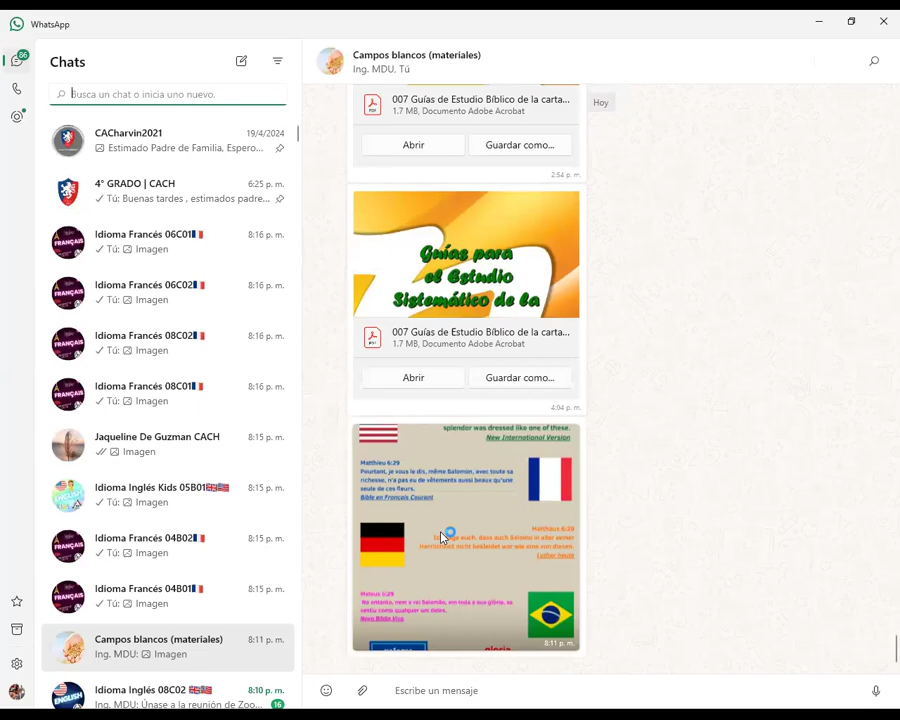 WhatsApp
86
Chats
Busca un chat o inicia uno nuevo.
CACharvin2021 19/4/2024
Estimado Padre de Familia, Espero...
4° GRADO | CACH 6:25 p. m.
✓ Tú: Buenas tardes , estimados padre...
Idioma Francés 06C01🇫🇷 8:16 p. m.
✓ Tú: Imagen
Idioma Francés 06C02🇫🇷 8:16 p. m.
✓ Tú: Imagen
Idioma Francés 08C02🇫🇷 8:16 p. m.
✓ Tú: Imagen
Idioma Francés 08C01🇫🇷 8:16 p. m.
✓ Tú: Imagen
Jaqueline De Guzman CACH 8:15 p. m.
Imagen
Idioma Inglés Kids 05B01🇬🇧🇺🇸 8:15 p. m.
✓ Tú: Imagen
Idioma Francés 04B02🇫🇷 8:15 p. m.
✓ Tú: Imagen
Idioma Francés 04B01🇫🇷 8:15 p. m.
✓ Tú: Imagen
Campos blancos (materiales) 8:11 p. m.
Ing. MDU: Imagen
Idioma Inglés 08C02 🇬🇧🇺🇸 8:10 p. m.
Ing. MDU: Únase a la reunión de Zoo... 16
Campos blancos (materiales)
Ing. MDU, Tú
Hoy
007 Guías de Estudio Bíblico de la carta...
1.7 MB, Documento Adobe Acrobat
Abrir Guardar como...
2:54 p. m.
Guías para
el Estudio
Sistemático de la
007 Guías de Estudio Bíblico de la carta...
1.7 MB, Documento Adobe Acrobat
Abrir Guardar como...
4:04 p. m.
splendor was dressed like one of these.
New International Version
Matthieu 6:29
Pourtant, je vous le dis, même Salomon, avec toute sa
richesse, n'a pas eu de vêtements aussi beaux qu'une
seule de ces fleurs.
Bible en Français Courant
Matthäus 6:29
euch, dass auch Salomo in aller seiner
Herrlichkeit nicht bekleidet war wie eine von diesen.
Luther heute
Mateus 6:29
No entanto, nem o rei Salomão, em toda a sua glória, se
vestiu como qualquer um deles.
Nova Bíblia Viva
gloria
8:11 p. m.
Escribe un mensaje